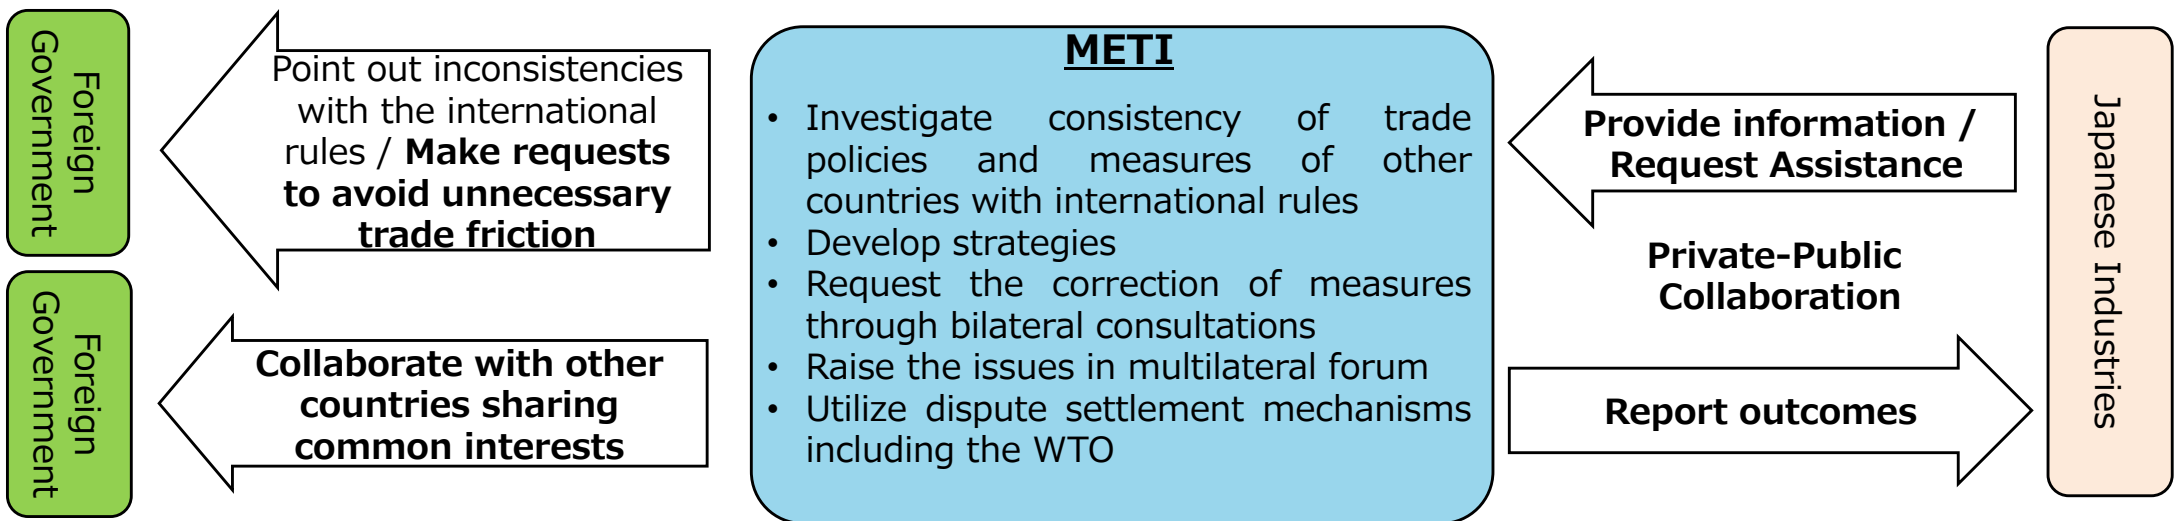 Foreign
Government
Point out inconsistencies
with the international
rules / Make requests
to avoid unnecessary
trade friction
Foreign
Government
Collaborate with other
countries sharing
common interests
METI
• Investigate consistency of trade
policies and measures of other
countries with international rules
• Develop strategies
• Request the correction of measures
through bilateral consultations
• Raise the issues in multilateral forum
• Utilize dispute settlement mechanisms
including the WTO
Provide information /
Request Assistance
Private-Public
Collaboration
Report outcomes
Japanese Industries